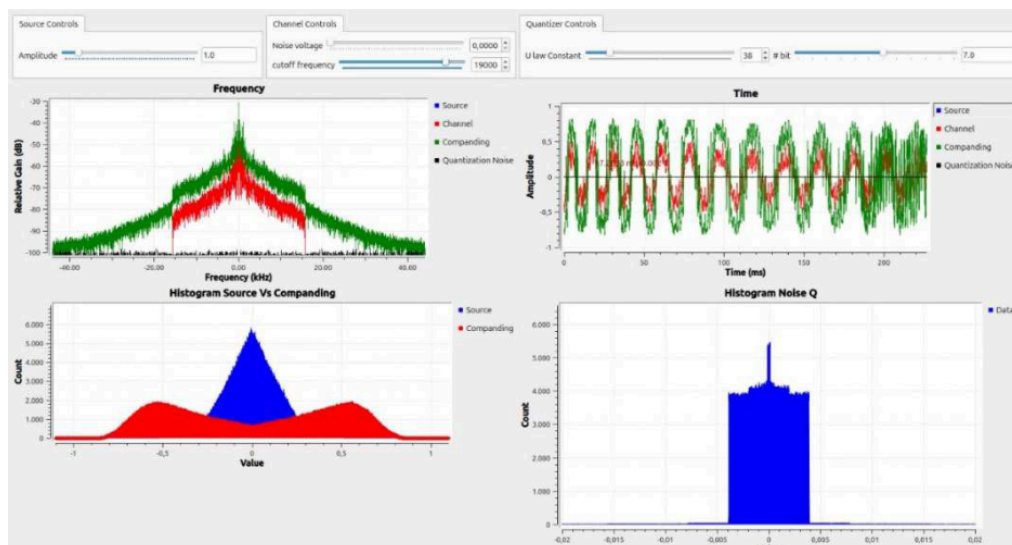 Source Controls
Amplitude 1.0
Channel Controls
Noise voltage 0,0000
cutoff frequency 19000
Quantizer Controls
U law Constant 38 # bit 7.0
Frequency
Relative Gain (dB)
-30
-40
-50
-60
-70
-80
-90
-100
-40.00 -20.00 0.00 20.00 40.00
Frequency (kHz)
Source
Channel
Companding
Quantization Noise
Time
Amplitude
1
0,5
0
-0,5
-1
0 50 100 150 200
Time (ms)
Source
Channel
Companding
Quantization Noise
Histogram Source Vs Companding
Count
6.000
5.000
4.000
3.000
2.000
1.000
0
-1 -0,5 0 0,5 1
Value
Source
Companding
Histogram Noise Q
Count
6.000
5.000
4.000
3.000
2.000
1.000
0
-0,02 -0,015 -0,01 -0,005 0 0,005 0,01 0,015 0,02
Data